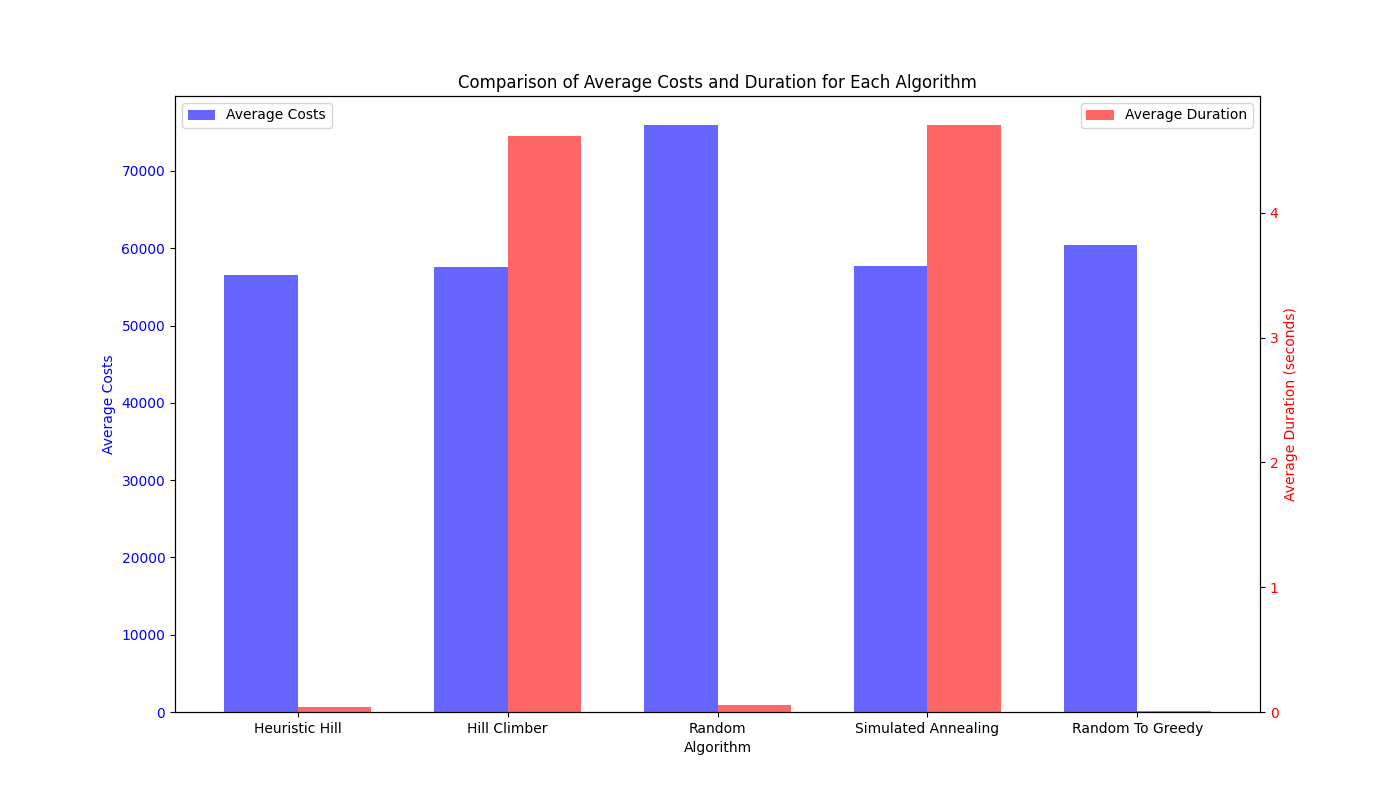 Comparison of Average Costs and Duration for Each Algorithm
Average Costs
Average Duration
70000
60000
50000
40000
30000
20000
10000
0
Average Costs
4
3
2
1
0
Average Duration (seconds)
Heuristic Hill
Hill Climber
Random
Simulated Annealing
Random To Greedy
Algorithm